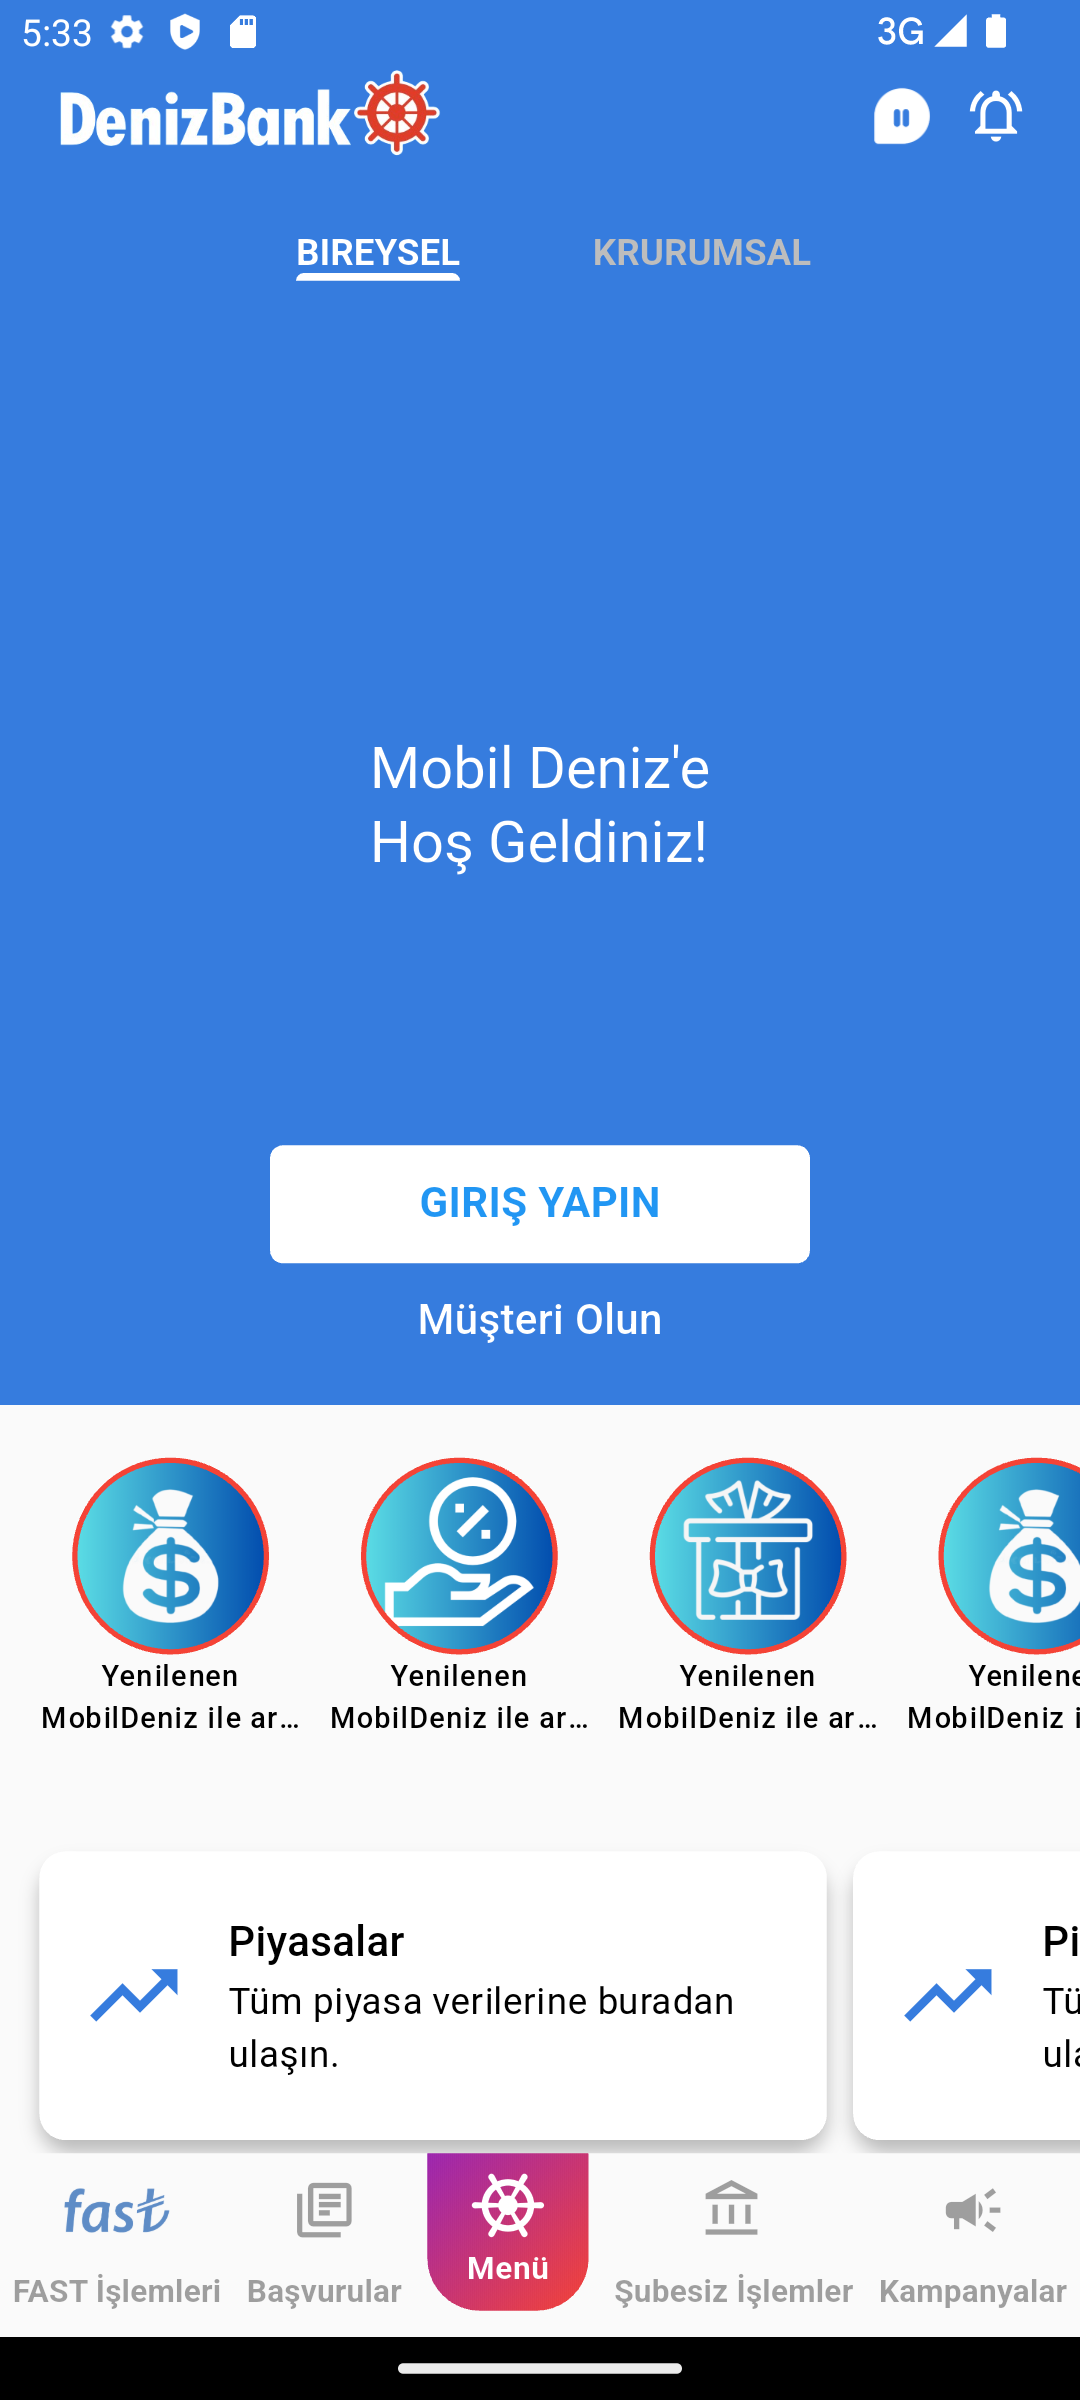 5:33
3G
DenizBank
BIREYSEL
KRURUMSAL
Mobil Deniz'e
Hoş Geldiniz!
GIRIŞ YAPIN
Müşteri Olun
Yenilenen
MobilDeniz ile ar...
Yenilenen
MobilDeniz ile ar...
Yenilenen
MobilDeniz ile ar...
Yenilene
MobilDeniz i
Piyasalar
Tüm piyasa verilerine buradan
ulaşın.
Pi
Tü
ula
fast
FAST İşlemleri
Başvurular
Menü
Şubesiz İşlemler
Kampanyalar